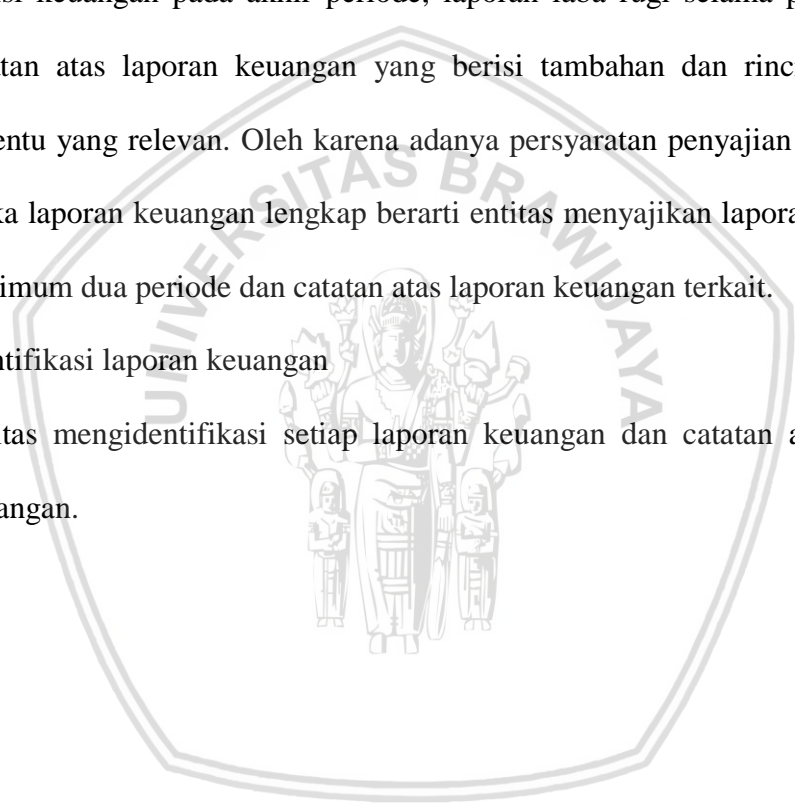 si keuangan pada akhir periode, laporan laba rugi selama p
tan atas laporan keuangan yang berisi tambahan dan rinc
entu yang relevan. Oleh karena adanya persyaratan penyajian
ka laporan keuangan lengkap berarti entitas menyajikan lapora
imum dua periode dan catatan atas laporan keuangan terkait.
ntifikasi laporan keuangan
itas mengidentifikasi setiap laporan keuangan dan catatan a
angan.
UNIVERSITAS BRAWIJAYA